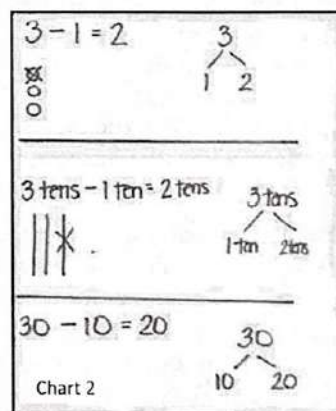 3 - 1 = 2
3
1 2
3 tens - 1 ten = 2 tens
3 tens
1 ten 2 tens
30 - 10 = 20
30
10 20
Chart 2